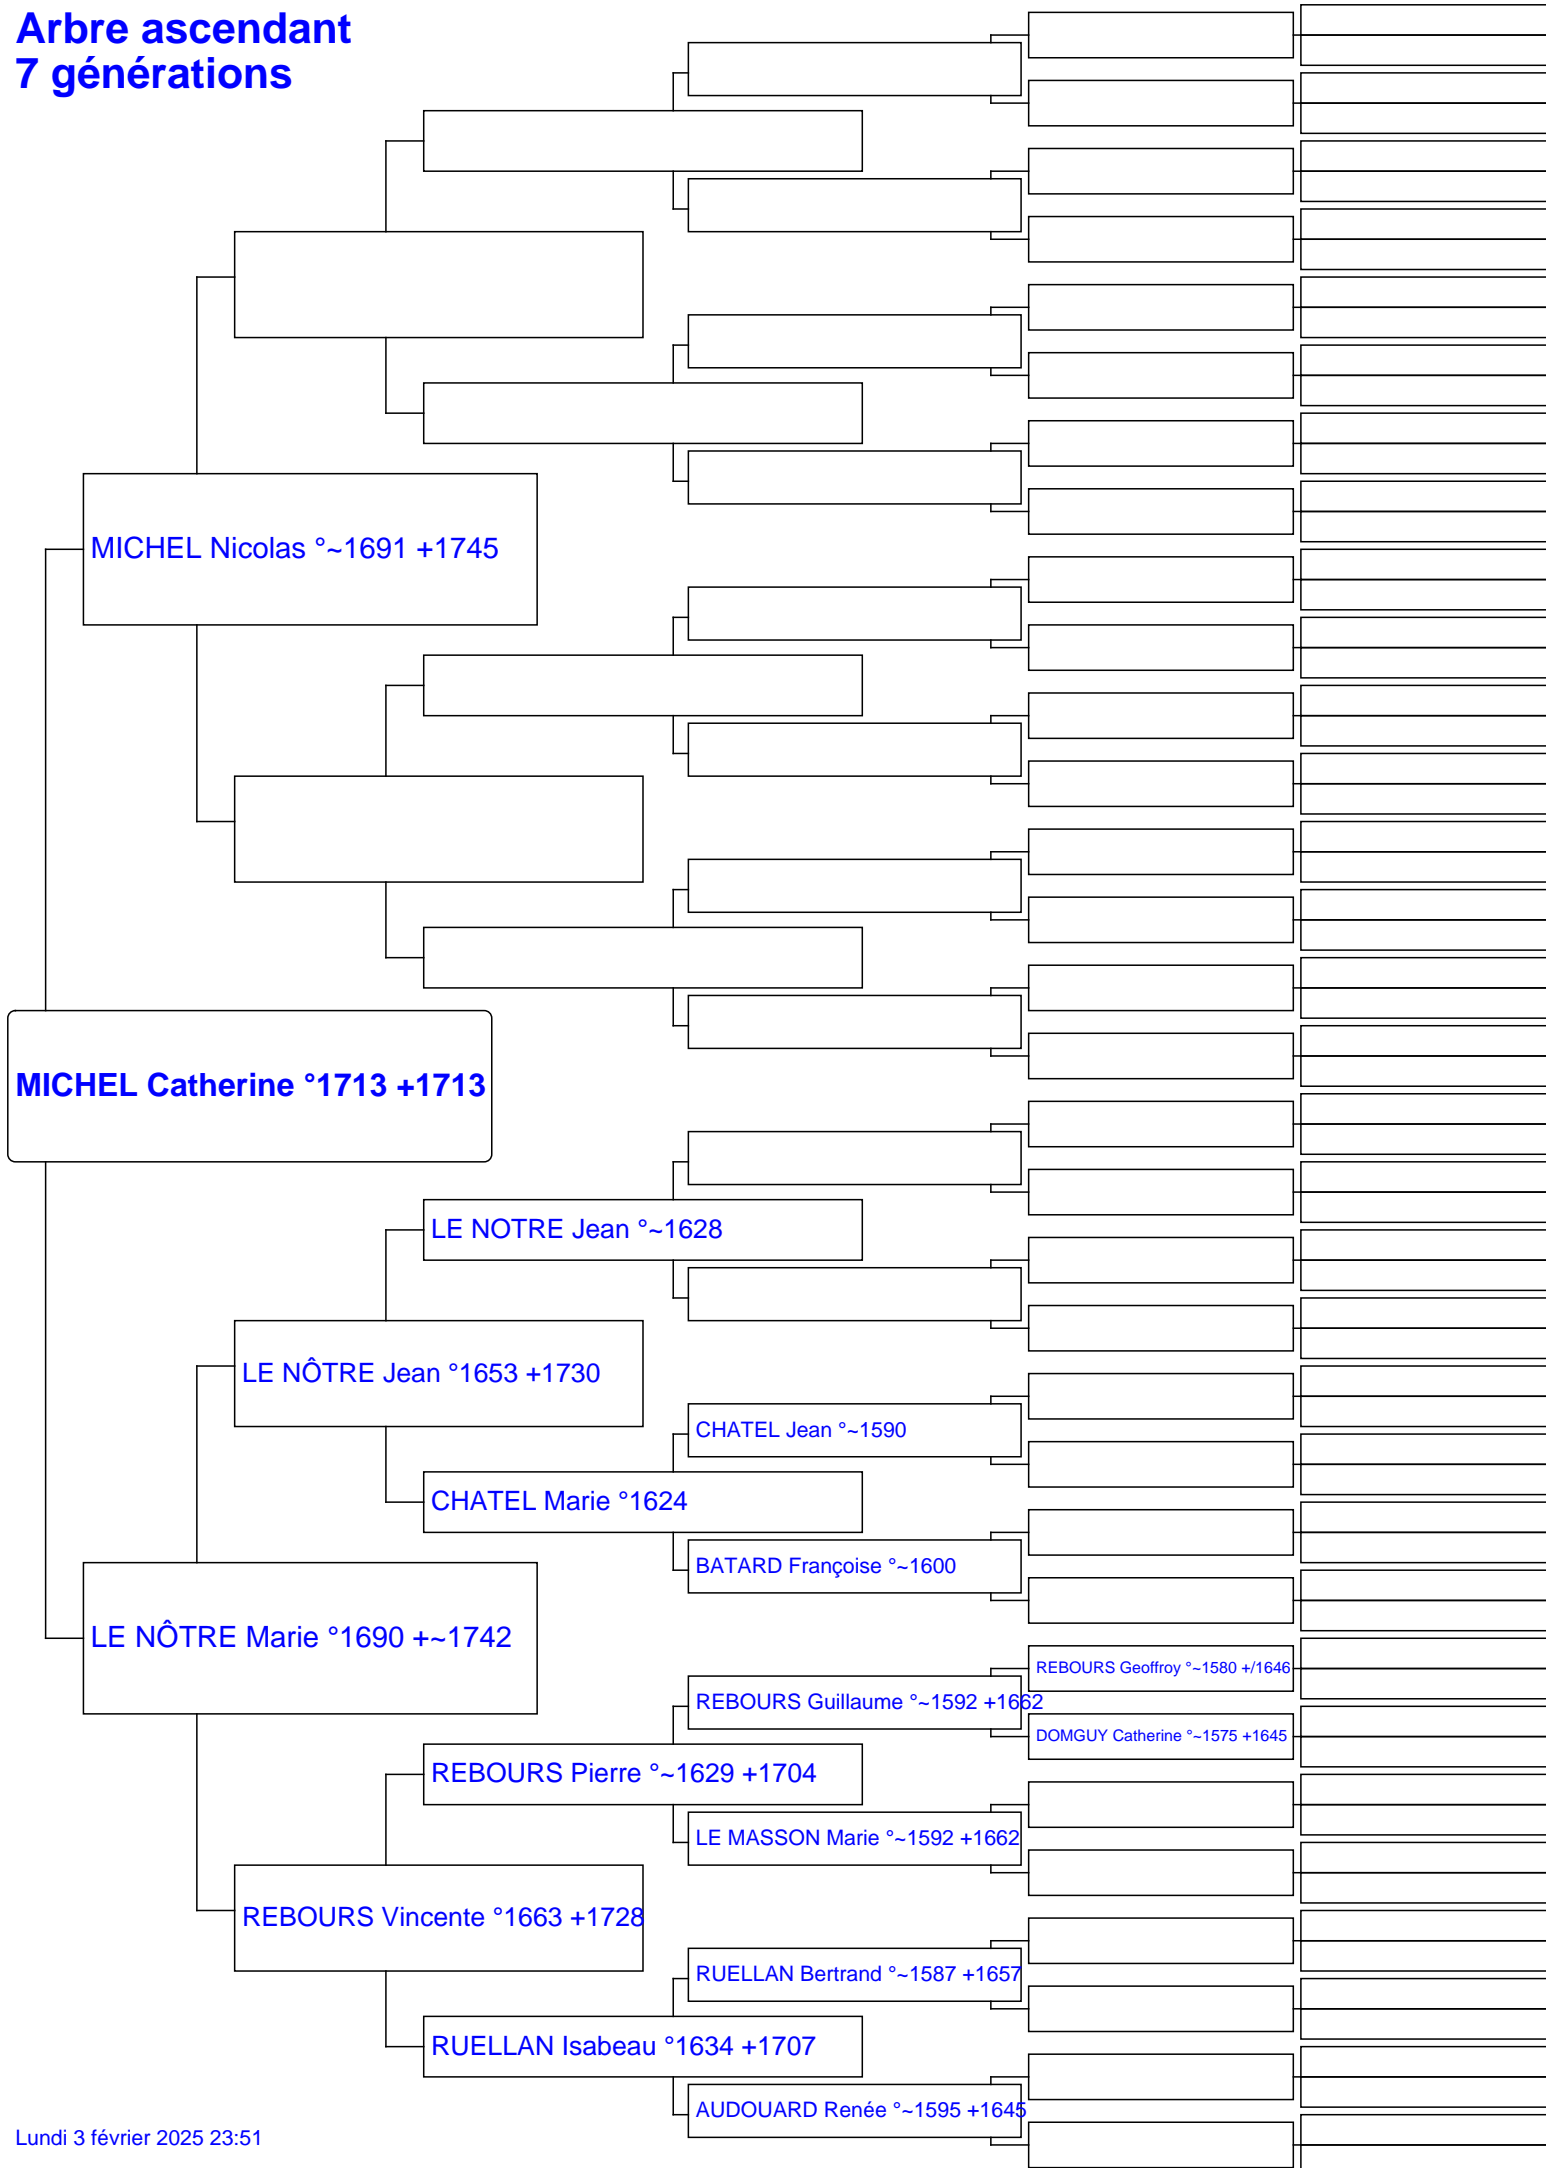 Arbre ascendant
7 générations
MICHEL Nicolas °~1691 +1745
MICHEL Catherine °1713 +1713
LE NOTRE Jean °~1628
LE NÔTRE Jean °1653 +1730
CHATEL Jean °~1590
CHATEL Marie °1624
BATARD Françoise °~1600
LE NÔTRE Marie °1690 +~1742
REBOURS Geoffroy °~1580 +/1646
REBOURS Guillaume °~1592 +1662
DOMGUY Catherine °~1575 +1645
REBOURS Pierre °~1629 +1704
LE MASSON Marie °~1592 +1662
REBOURS Vincente °1663 +1728
RUELLAN Bertrand °~1587 +1657
RUELLAN Isabeau °1634 +1707
AUDOUARD Renée °~1595 +1645
Lundi 3 février 2025 23:51